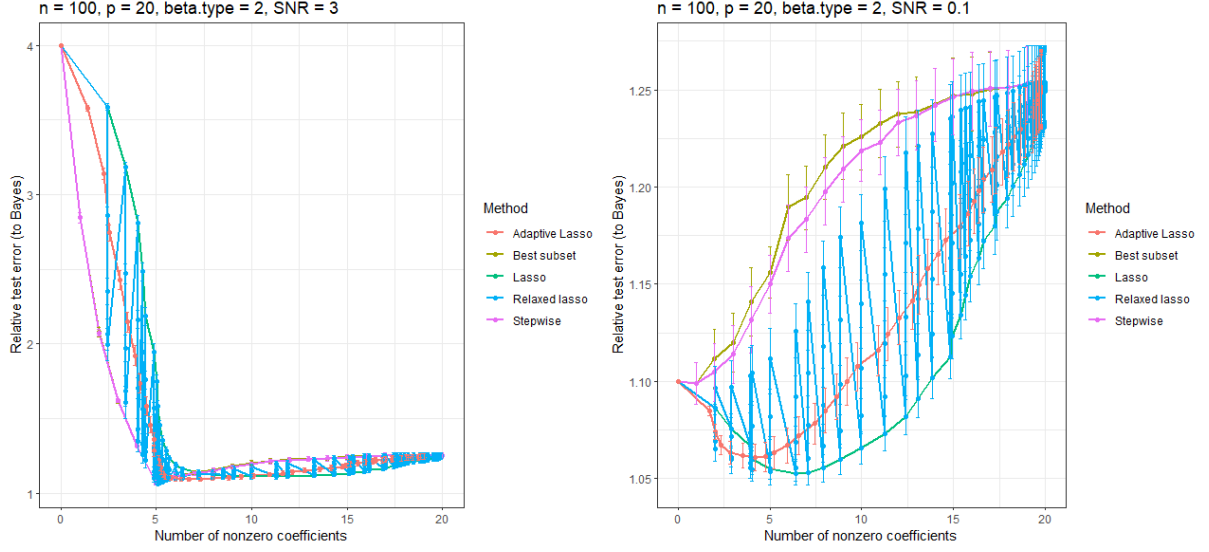 n = 100, p = 20, beta.type = 2, SNR = 3
4
3
2
1
Relative test error (to Bayes)
0
5
10
15
20
Number of nonzero coefficients
Method
Adaptive Lasso
Best subset
Lasso
Relaxed lasso
Stepwise
n = 100, p = 20, beta.type = 2, SNR = 0.1
1.25
1.20
1.15
1.10
1.05
Relative test error (to Bayes)
0
5
10
15
20
Number of nonzero coefficients
Method
Adaptive Lasso
Best subset
Lasso
Relaxed lasso
Stepwise